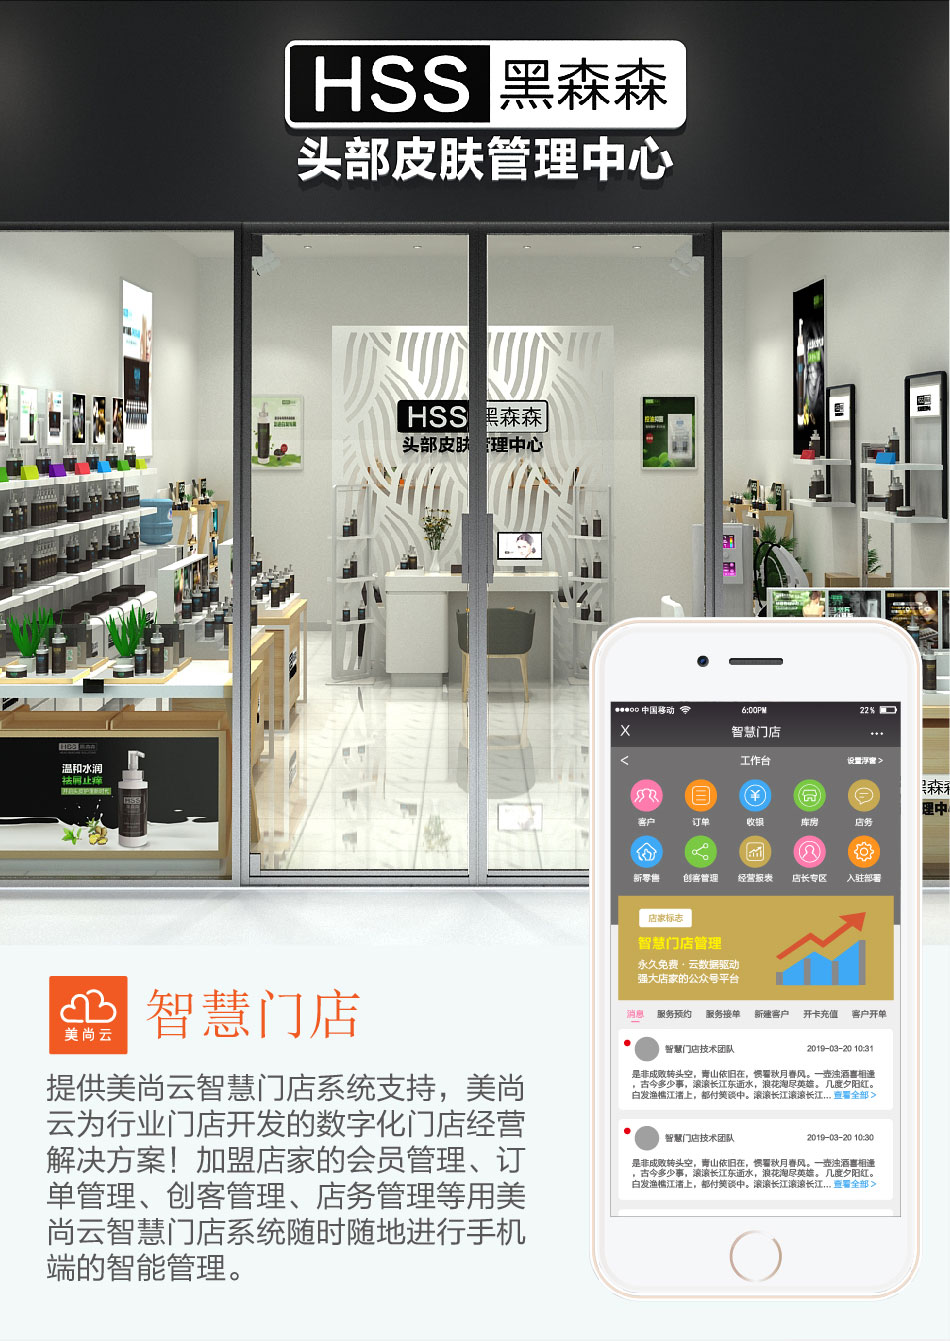 HSS 黑森森
头部皮肤管理中心
HSS 黑森森
头部皮肤管理中心
控油抑菌
HSS 黑森森
温和水润
祛屑止痒
HSS
中国移动 6:00PM 22%
X 智慧门店 ...
< 工作台 设置浮窗 >
客户 订单 收银 库房 店务
新零售 创客管理 经营报表 店长专区 入驻部署
店家标志
智慧门店管理
永久免费·云数据驱动
强大店家的公众号平台
消息 服务预约 服务接单 新建客户 开卡充值 客户开单
智慧门店技术团队 2019-03-20 10:31
是非成败转头空，青山依旧在，惯看秋月春风。一壶浊酒喜相逢
，古今多少事，滚滚长江东逝水，浪花淘尽英雄。 几度夕阳红。
白发渔樵江渚上，都付笑谈中。滚滚长江滚滚长江... 查看全部 >
智慧门店技术团队 2019-03-20 10:30
是非成败转头空，青山依旧在，惯看秋月春风。一壶浊酒喜相逢
，古今多少事，滚滚长江东逝水，浪花淘尽英雄。 几度夕阳红。
白发渔樵江渚上，都付笑谈中。滚滚长江滚滚长江... 查看全部 >
美尚云
智慧门店
提供美尚云智慧门店系统支持，美尚
云为行业门店开发的数字化门店经营
解决方案！加盟店家的会员管理、订
单管理、创客管理、店务管理等用美
尚云智慧门店系统随时随地进行手机
端的智能管理。